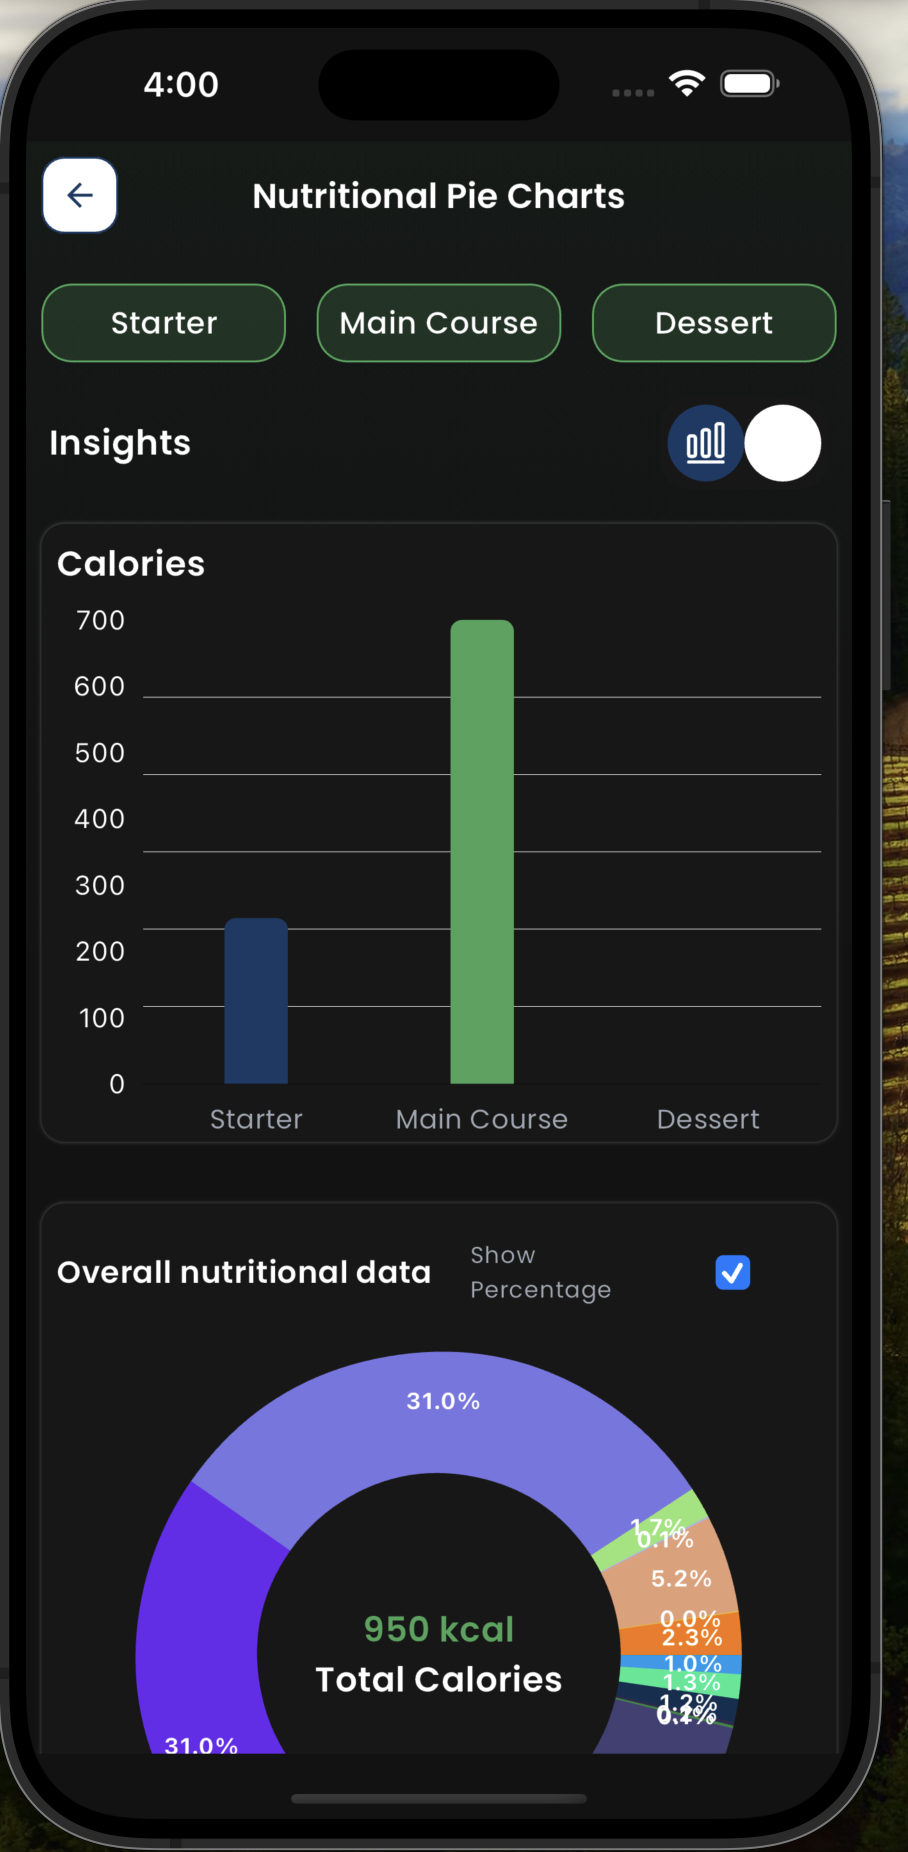 4:00
Nutritional Pie Charts
Starter
Main Course
Dessert
Insights
Calories
700
600
500
400
300
200
100
0
Starter
Main Course
Dessert
Overall nutritional data
Show
Percentage
31.0%
1.7%
0.1%
5.2%
0.0%
2.3%
1.0%
1.3%
1.2%
950 kcal
Total Calories
31.0%